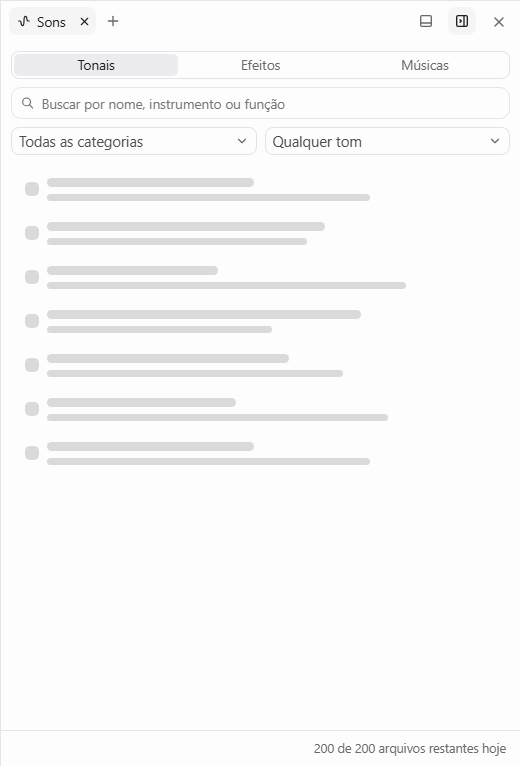 Sons
Tonais
Efeitos
Músicas
Buscar por nome, instrumento ou função
Todas as categorias
Qualquer tom
200 de 200 arquivos restantes hoje